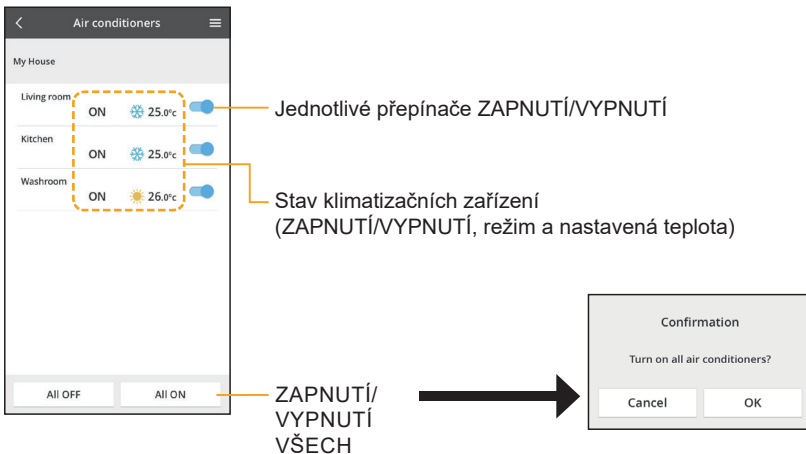 Air conditioners
My House
Living room
ON 25.0°c
Kitchen
ON 25.0°c
Washroom
ON 26.0°c
All OFF All ON
Jednotlivé přepínače ZAPNUTÍ/VYPNUTÍ
Stav klimatizačních zařízení
(ZAPNUTÍ/VYPNUTÍ, režim a nastavená teplota)
ZAPNUTÍ/
VYPNUTÍ
VŠECH
Confirmation
Turn on all air conditioners?
Cancel OK